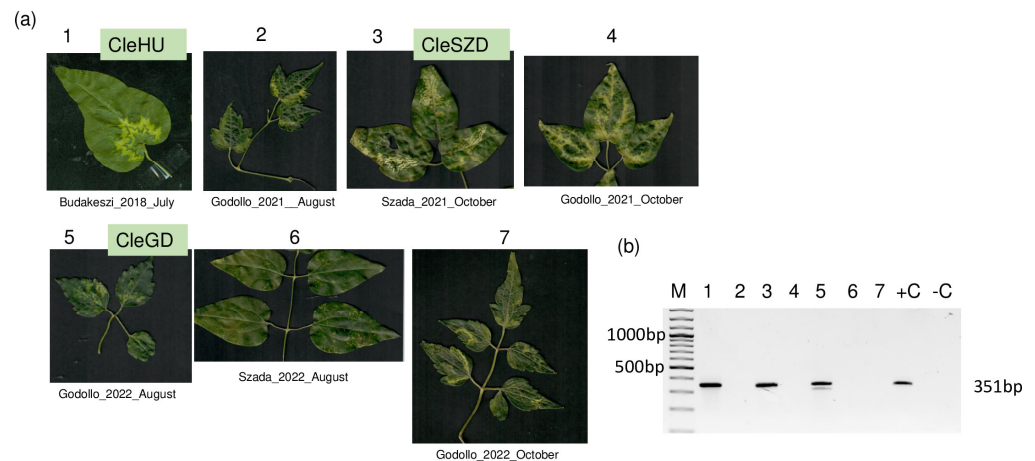 (a)
1 CleHU 2 3 CleSZD 4
Budakeszi_2018_July Godollo_2021__August Szada_2021_October Godollo_2021_October
5 CleGD 6 7
Godollo_2022_August Szada_2022_August
Godollo_2022_October
(b)
M 1 2 3 4 5 6 7 +C -C
1000bp
500bp
351bp